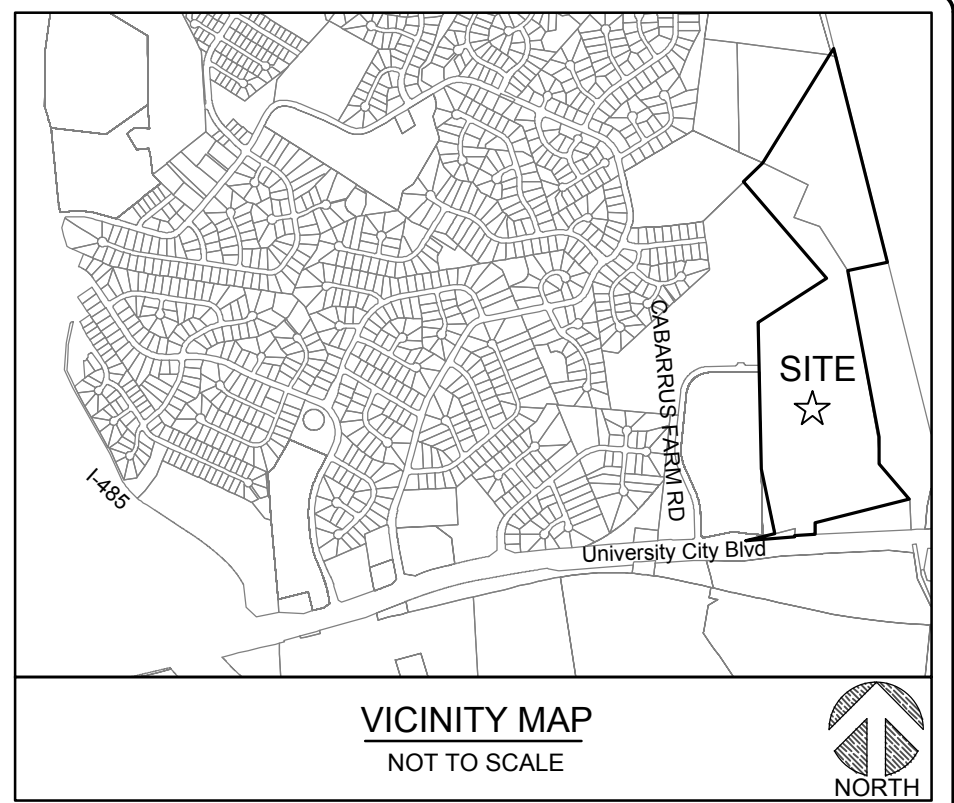 CABARRUS FARM RD
SITE
I-485
University City Blvd
VICINITY MAP
NOT TO SCALE
NORTH